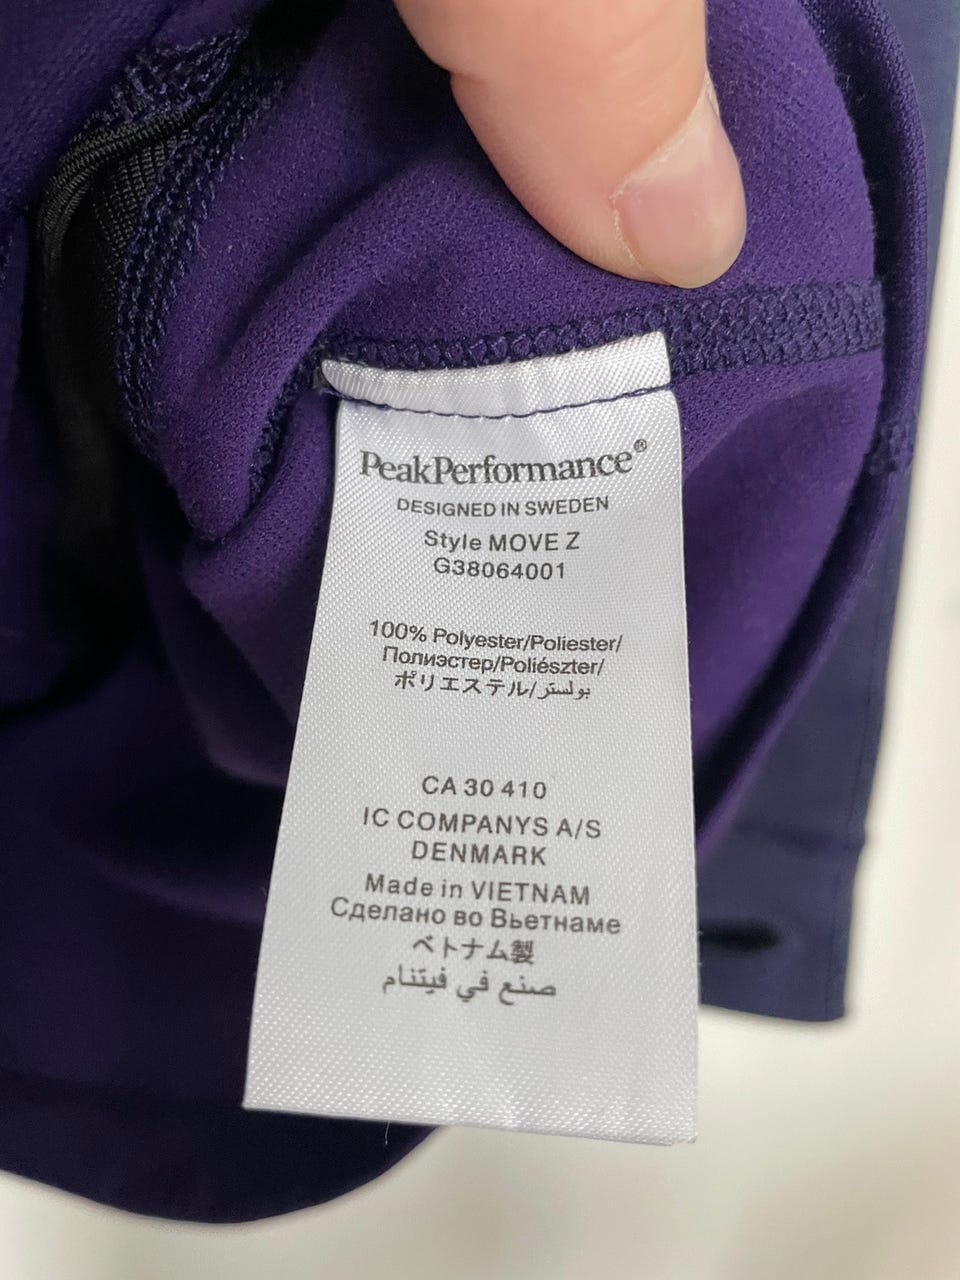 PeakPerformance®
DESIGNED IN SWEDEN
Style MOVE Z
G38064001
100% Polyester/Poliester/
Полиэстер/Poliészter/
ポリエステル/بولستر
CA 30 410
IC COMPANYS A/S
DENMARK
Made in VIETNAM
Сделано во Вьетнаме
ベトナム製
صنع في فيتنام